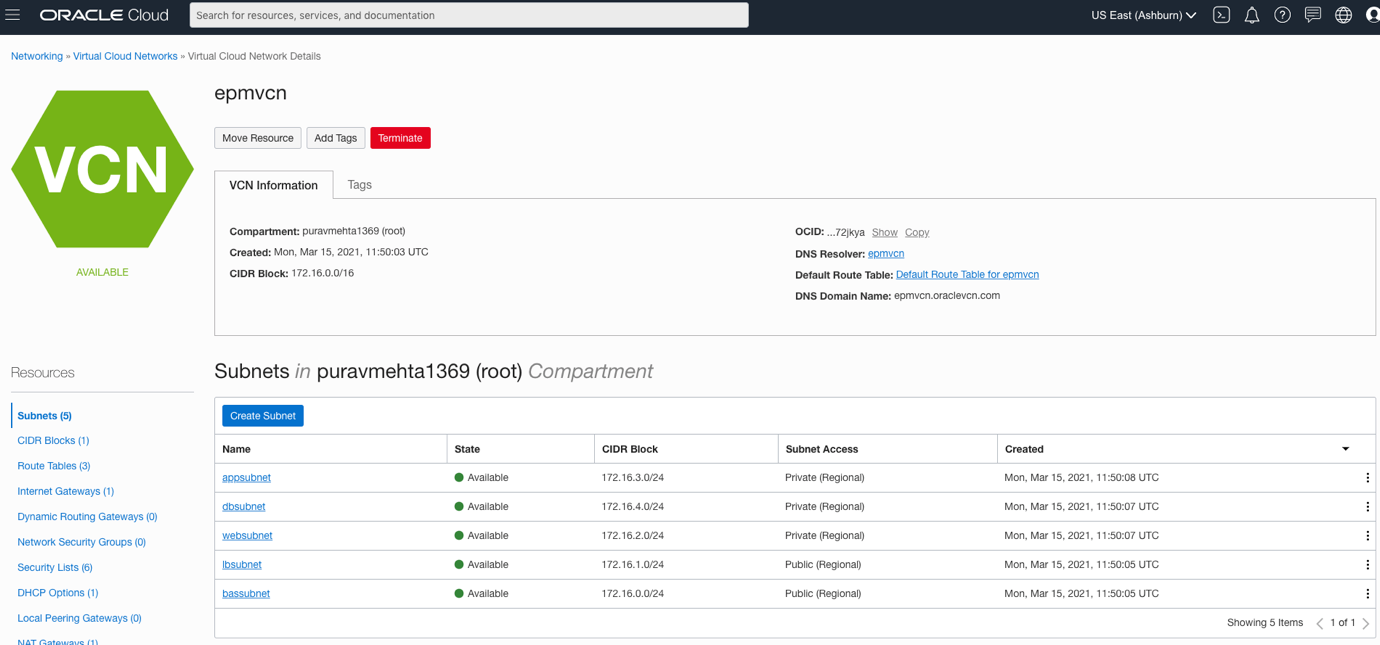 ORACLE Cloud
Search for resources, services, and documentation
US East (Ashburn)
Networking » Virtual Cloud Networks » Virtual Cloud Network Details
VCN
AVAILABLE
epmvcn
Move Resource Add Tags Terminate
VCN Information Tags
Compartment: puravmehta1369 (root)
Created: Mon, Mar 15, 2021, 11:50:03 UTC
CIDR Block: 172.16.0.0/16
OCID: ...72jkya Show Copy
DNS Resolver: epmvcn
Default Route Table: Default Route Table for epmvcn
DNS Domain Name: epmvcn.oraclevcn.com
Resources
Subnets (5)
CIDR Blocks (1)
Route Tables (3)
Internet Gateways (1)
Dynamic Routing Gateways (0)
Network Security Groups (0)
Security Lists (6)
DHCP Options (1)
Local Peering Gateways (0)
NAT Gateways (1)
Subnets in puravmehta1369 (root) Compartment
Create Subnet
Name State CIDR Block Subnet Access Created
appsubnet Available 172.16.3.0/24 Private (Regional) Mon, Mar 15, 2021, 11:50:08 UTC
dbsubnet Available 172.16.4.0/24 Private (Regional) Mon, Mar 15, 2021, 11:50:07 UTC
websubnet Available 172.16.2.0/24 Private (Regional) Mon, Mar 15, 2021, 11:50:07 UTC
lbsubnet Available 172.16.1.0/24 Public (Regional) Mon, Mar 15, 2021, 11:50:05 UTC
bassubnet Available 172.16.0.0/24 Public (Regional) Mon, Mar 15, 2021, 11:50:05 UTC
Showing 5 Items < 1 of 1 >